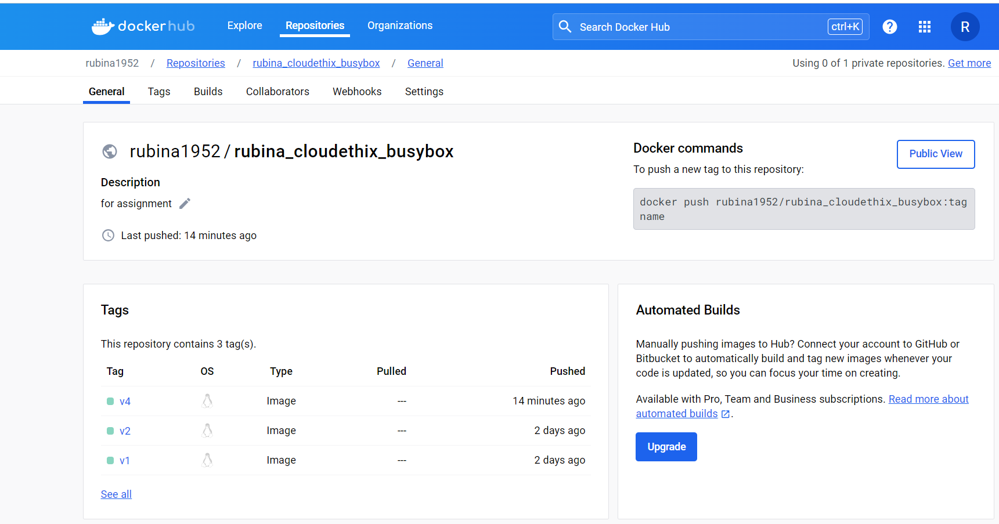 dockerhub Explore Repositories Organizations Search Docker Hub ctrl+K ? R
rubina1952 / Repositories / rubina_cloudethix_busybox / General Using 0 of 1 private repositories. Get more
General Tags Builds Collaborators Webhooks Settings
rubina1952 / rubina_cloudethix_busybox
Description
for assignment
Last pushed: 14 minutes ago
Docker commands
Public View
To push a new tag to this repository:
docker push rubina1952/rubina_cloudethix_busybox:tag
name
Tags
This repository contains 3 tag(s).
Tag OS Type Pulled Pushed
v4 Image --- 14 minutes ago
v2 Image --- 2 days ago
v1 Image --- 2 days ago
See all
Automated Builds
Manually pushing images to Hub? Connect your account to GitHub or
Bitbucket to automatically build and tag new images whenever your
code is updated, so you can focus your time on creating.
Available with Pro, Team and Business subscriptions. Read more about
automated builds .
Upgrade